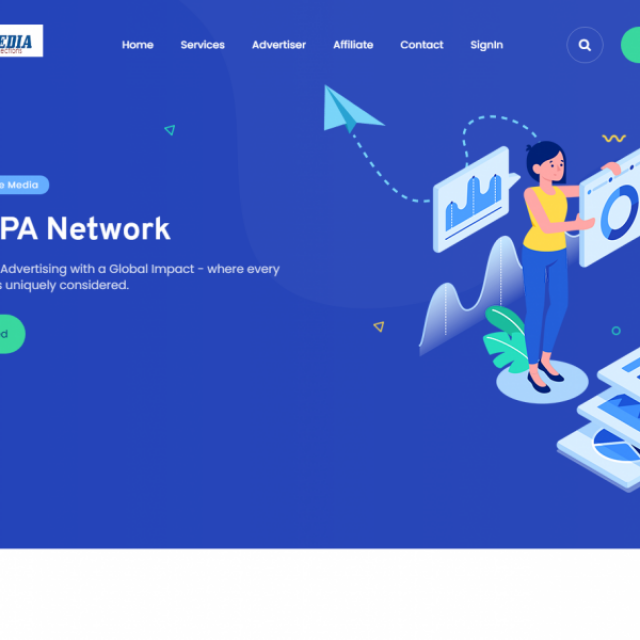 EDIA
Home Services Advertiser Affiliate Contact SignIn
e Media
PA Network
Advertising with a Global Impact - where every
s uniquely considered.